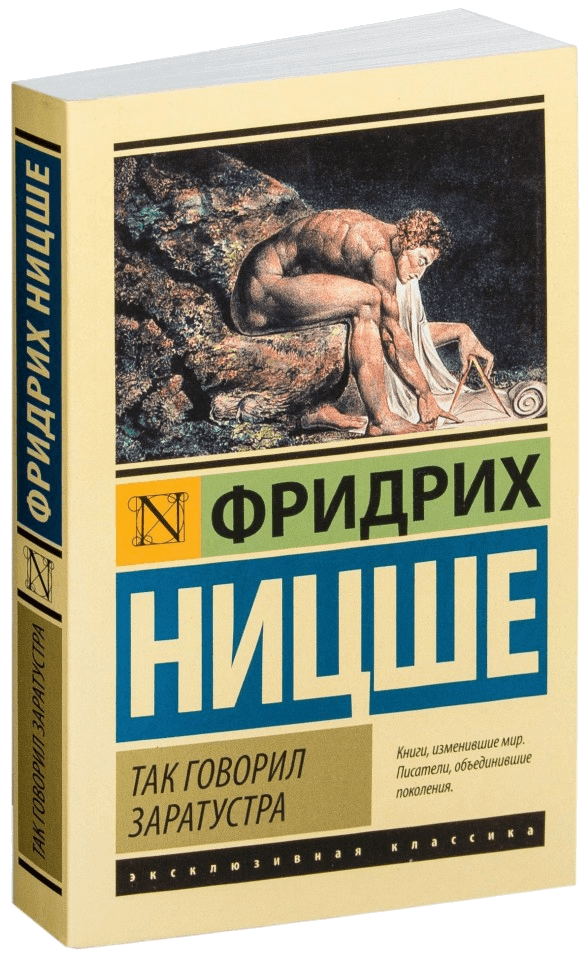 ФРИДРИХ НИЦШЕ
N
ТАК ГОВОРИЛ ЗАРАТУСТРА
N ФРИДРИХ
НИЦШЕ
ТАК ГОВОРИЛ
ЗАРАТУСТРА
Книги, изменившие мир.
Писатели, объединившие
поколения.
эксклюзивная классика